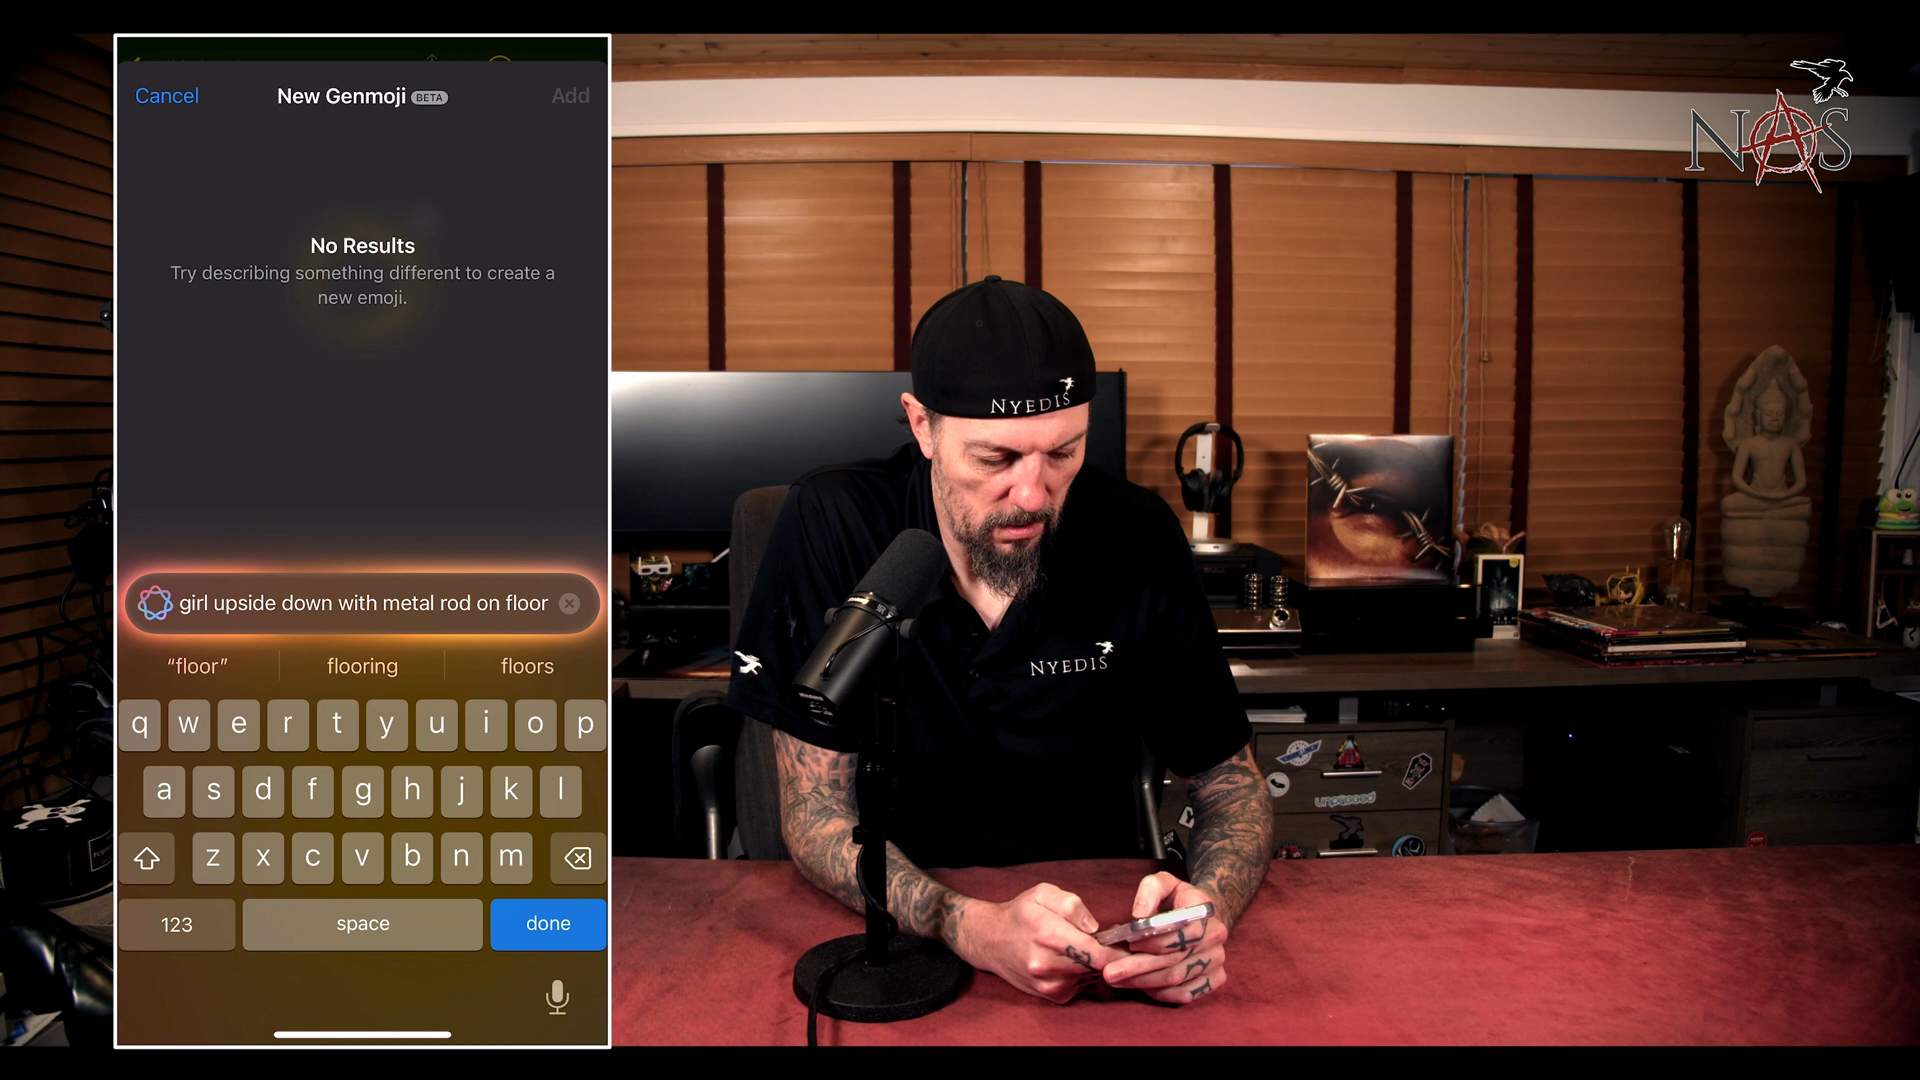 Cancel
New Genmoji BETA
Add
No Results
Try describing something different to create a
new emoji.
girl upside down with metal rod on floor
“floor”
flooring
floors
q w e r t y u i o p
a s d f g h j k l
z x c v b n m
123
space
done
NAS
NYEDIS
NYEDIS
unplugged